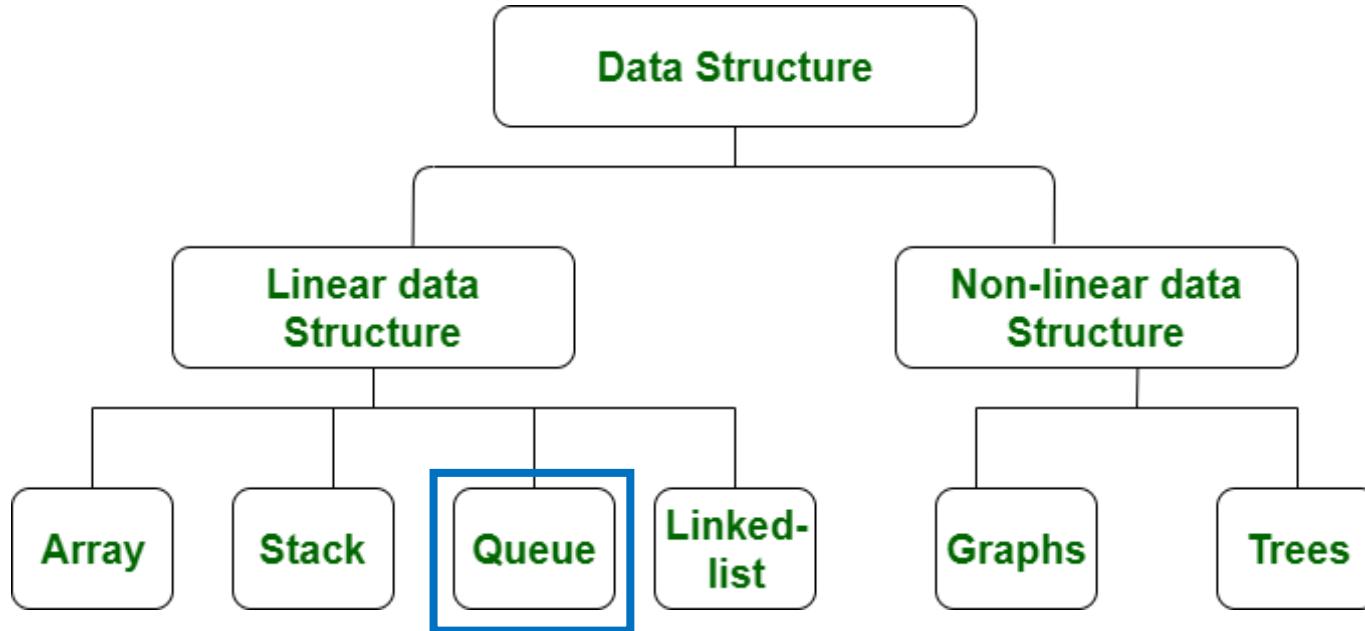 Data Structure
Linear data
Structure
Non-linear data
Structure
Array
Stack
Queue
Linked-
list
Graphs
Trees